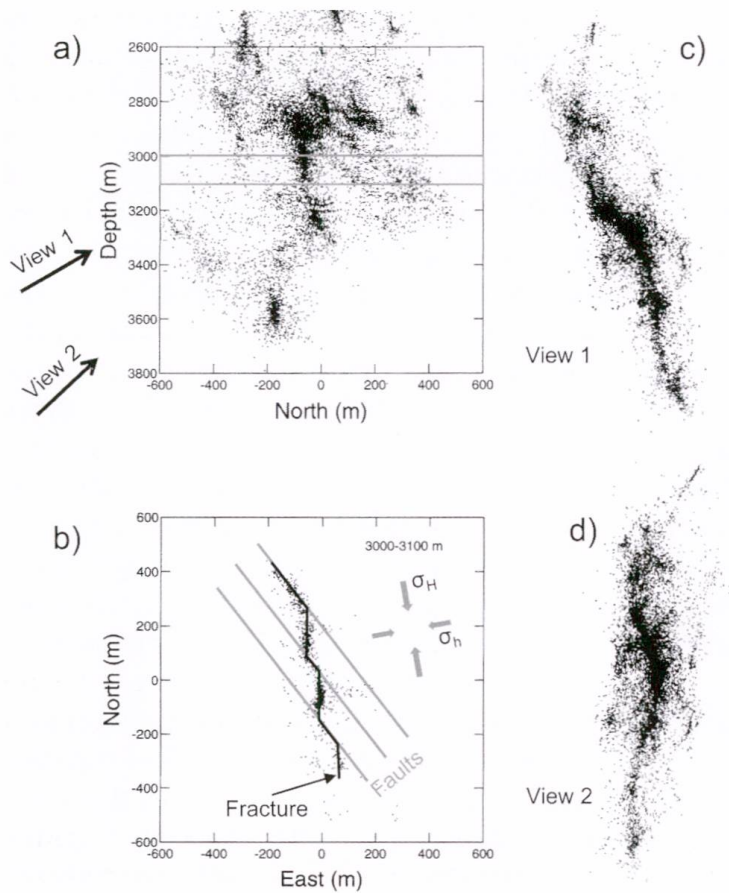 a)
2600
2800
3000
3200
3400
3600
3800
Depth (m)
-600 -400 -200 0 200 400 600
North (m)
View 1
View 2
c)
View 1
b)
600
400
200
0
-200
-400
-600
North (m)
3000-3100 m
σH
σh
Faults
Fracture
-600 -400 -200 0 200 400 600
East (m)
d)
View 2